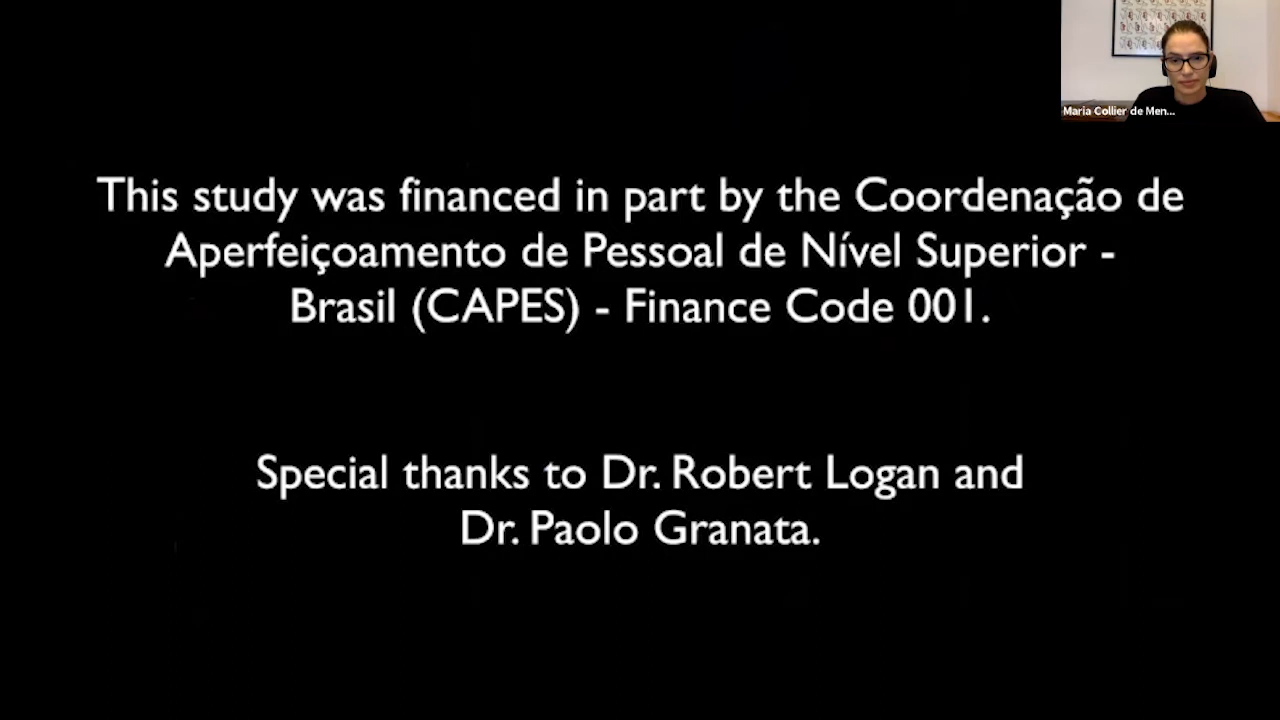 Maria Collier de Men...
This study was financed in part by the Coordenação de
Aperfeiçoamento de Pessoal de Nível Superior -
Brasil (CAPES) - Finance Code 001.
Special thanks to Dr. Robert Logan and
Dr. Paolo Granata.